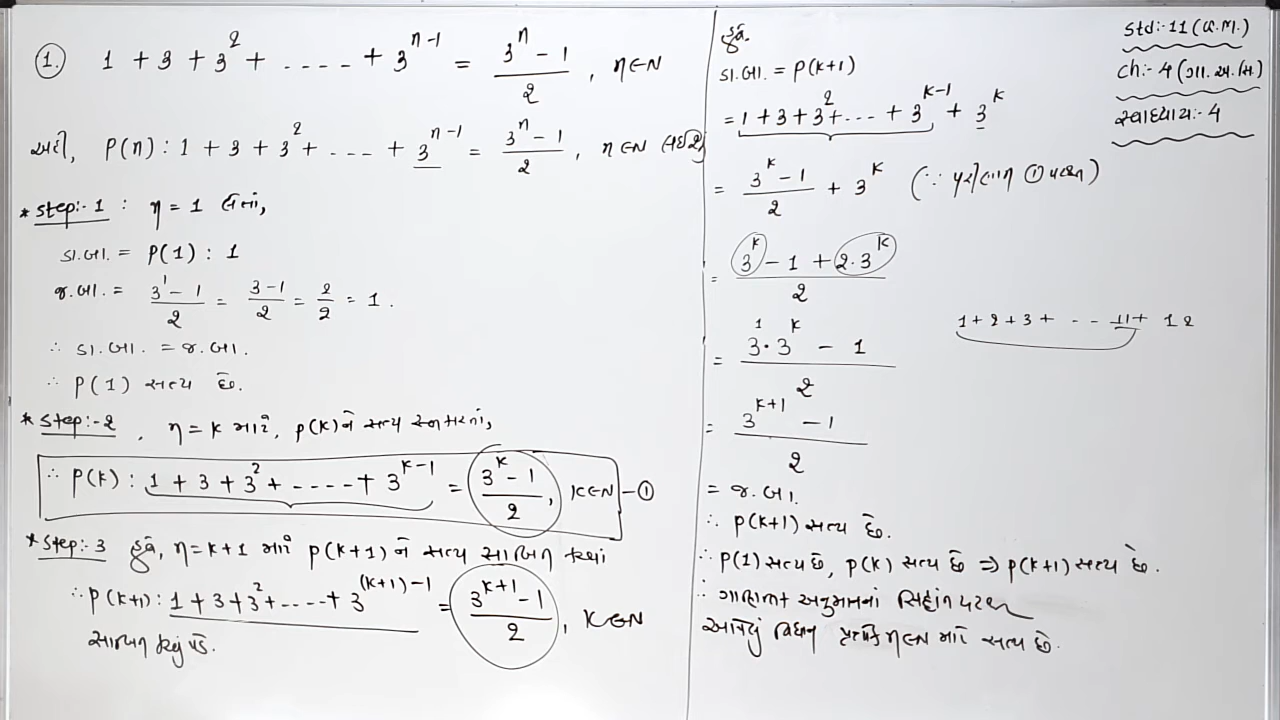 1. 1 + 3 + 3² + .... + 3ⁿ⁻¹ = (3ⁿ - 1)/2 , n∈N
અહી, P(n) : 1 + 3 + 3² + ... + 3ⁿ⁻¹ = (3ⁿ - 1)/2 , n∈N
* Step:- 1 : n = 1 લેતાં,
ડા.બા. = P(1) : 1
જ.બા. = (3¹ - 1)/2 = (3-1)/2 = 2/2 = 1 .
∴ ડા.બા. = જ.બા.
∴ P(1) સત્ય છે.
* Step:-2 , n = k માટે, P(k)ને સત્ય સ્વીકારતાં,
∴ P(k) : 1 + 3 + 3² + .... + 3ᵏ⁻¹ = (3ᵏ - 1)/2 , k∈N – ①
* Step: 3 હવે, n = k+1 માટે P(k+1) ને સત્ય સાબિત કરવા
∴ P(k+1) : 1 + 3 + 3² + .... + 3⁽ᵏ⁺¹⁾⁻¹ = (3ᵏ⁺¹ - 1)/2 , k∈N
સાબિત કરવું પડે.
હવે.
ડા.બા. = P(k+1)
= 1 + 3 + 3² + ... + 3ᵏ⁻¹ + 3ᵏ
= (3ᵏ - 1)/2 + 3ᵏ (∵ પરિણામ ① પરથી)
= (3ᵏ - 1 + 2·3ᵏ)/2
= (3¹·3ᵏ - 1)/2
= (3ᵏ⁺¹ - 1)/2
= જ.બા.
∴ P(k+1) સત્ય છે.
∴ P(1) સત્ય છે, P(k) સત્ય છે ⇒ P(k+1) સત્ય છે.
∴ ગાણિતિક અનુમાનનાં સિદ્ધાંત પરથી
આપેલું વિધાન પ્રત્યેક n∈N માટે સત્ય છે.
1 + 2 + 3 + - - 11 + 12
Std:- 11 (ગુ.મા.)
Ch:- 4 (ગા.અ.સિ.)
સ્વાધ્યાય:- 4